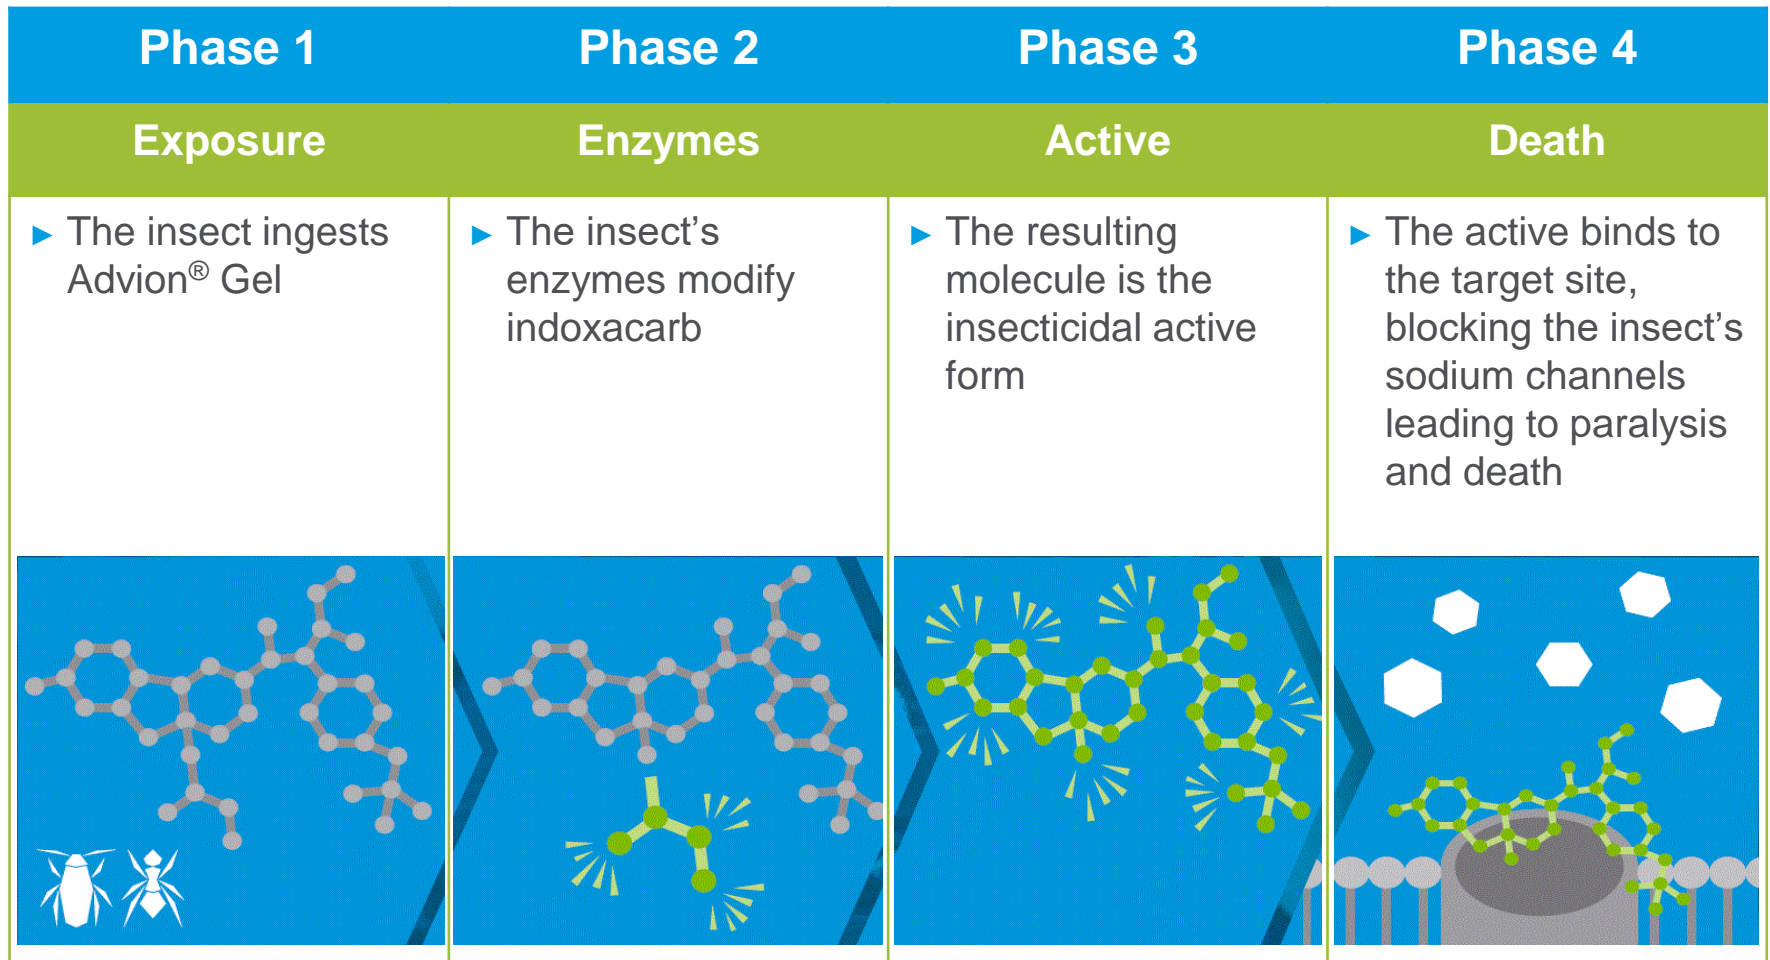 Phase 1
Phase 2
Phase 3
Phase 4
Exposure
Enzymes
Active
Death
► The insect ingests
Advion® Gel
► The insect’s
enzymes modify
indoxacarb
► The resulting
molecule is the
insecticidal active
form
► The active binds to
the target site,
blocking the insect’s
sodium channels
leading to paralysis
and death